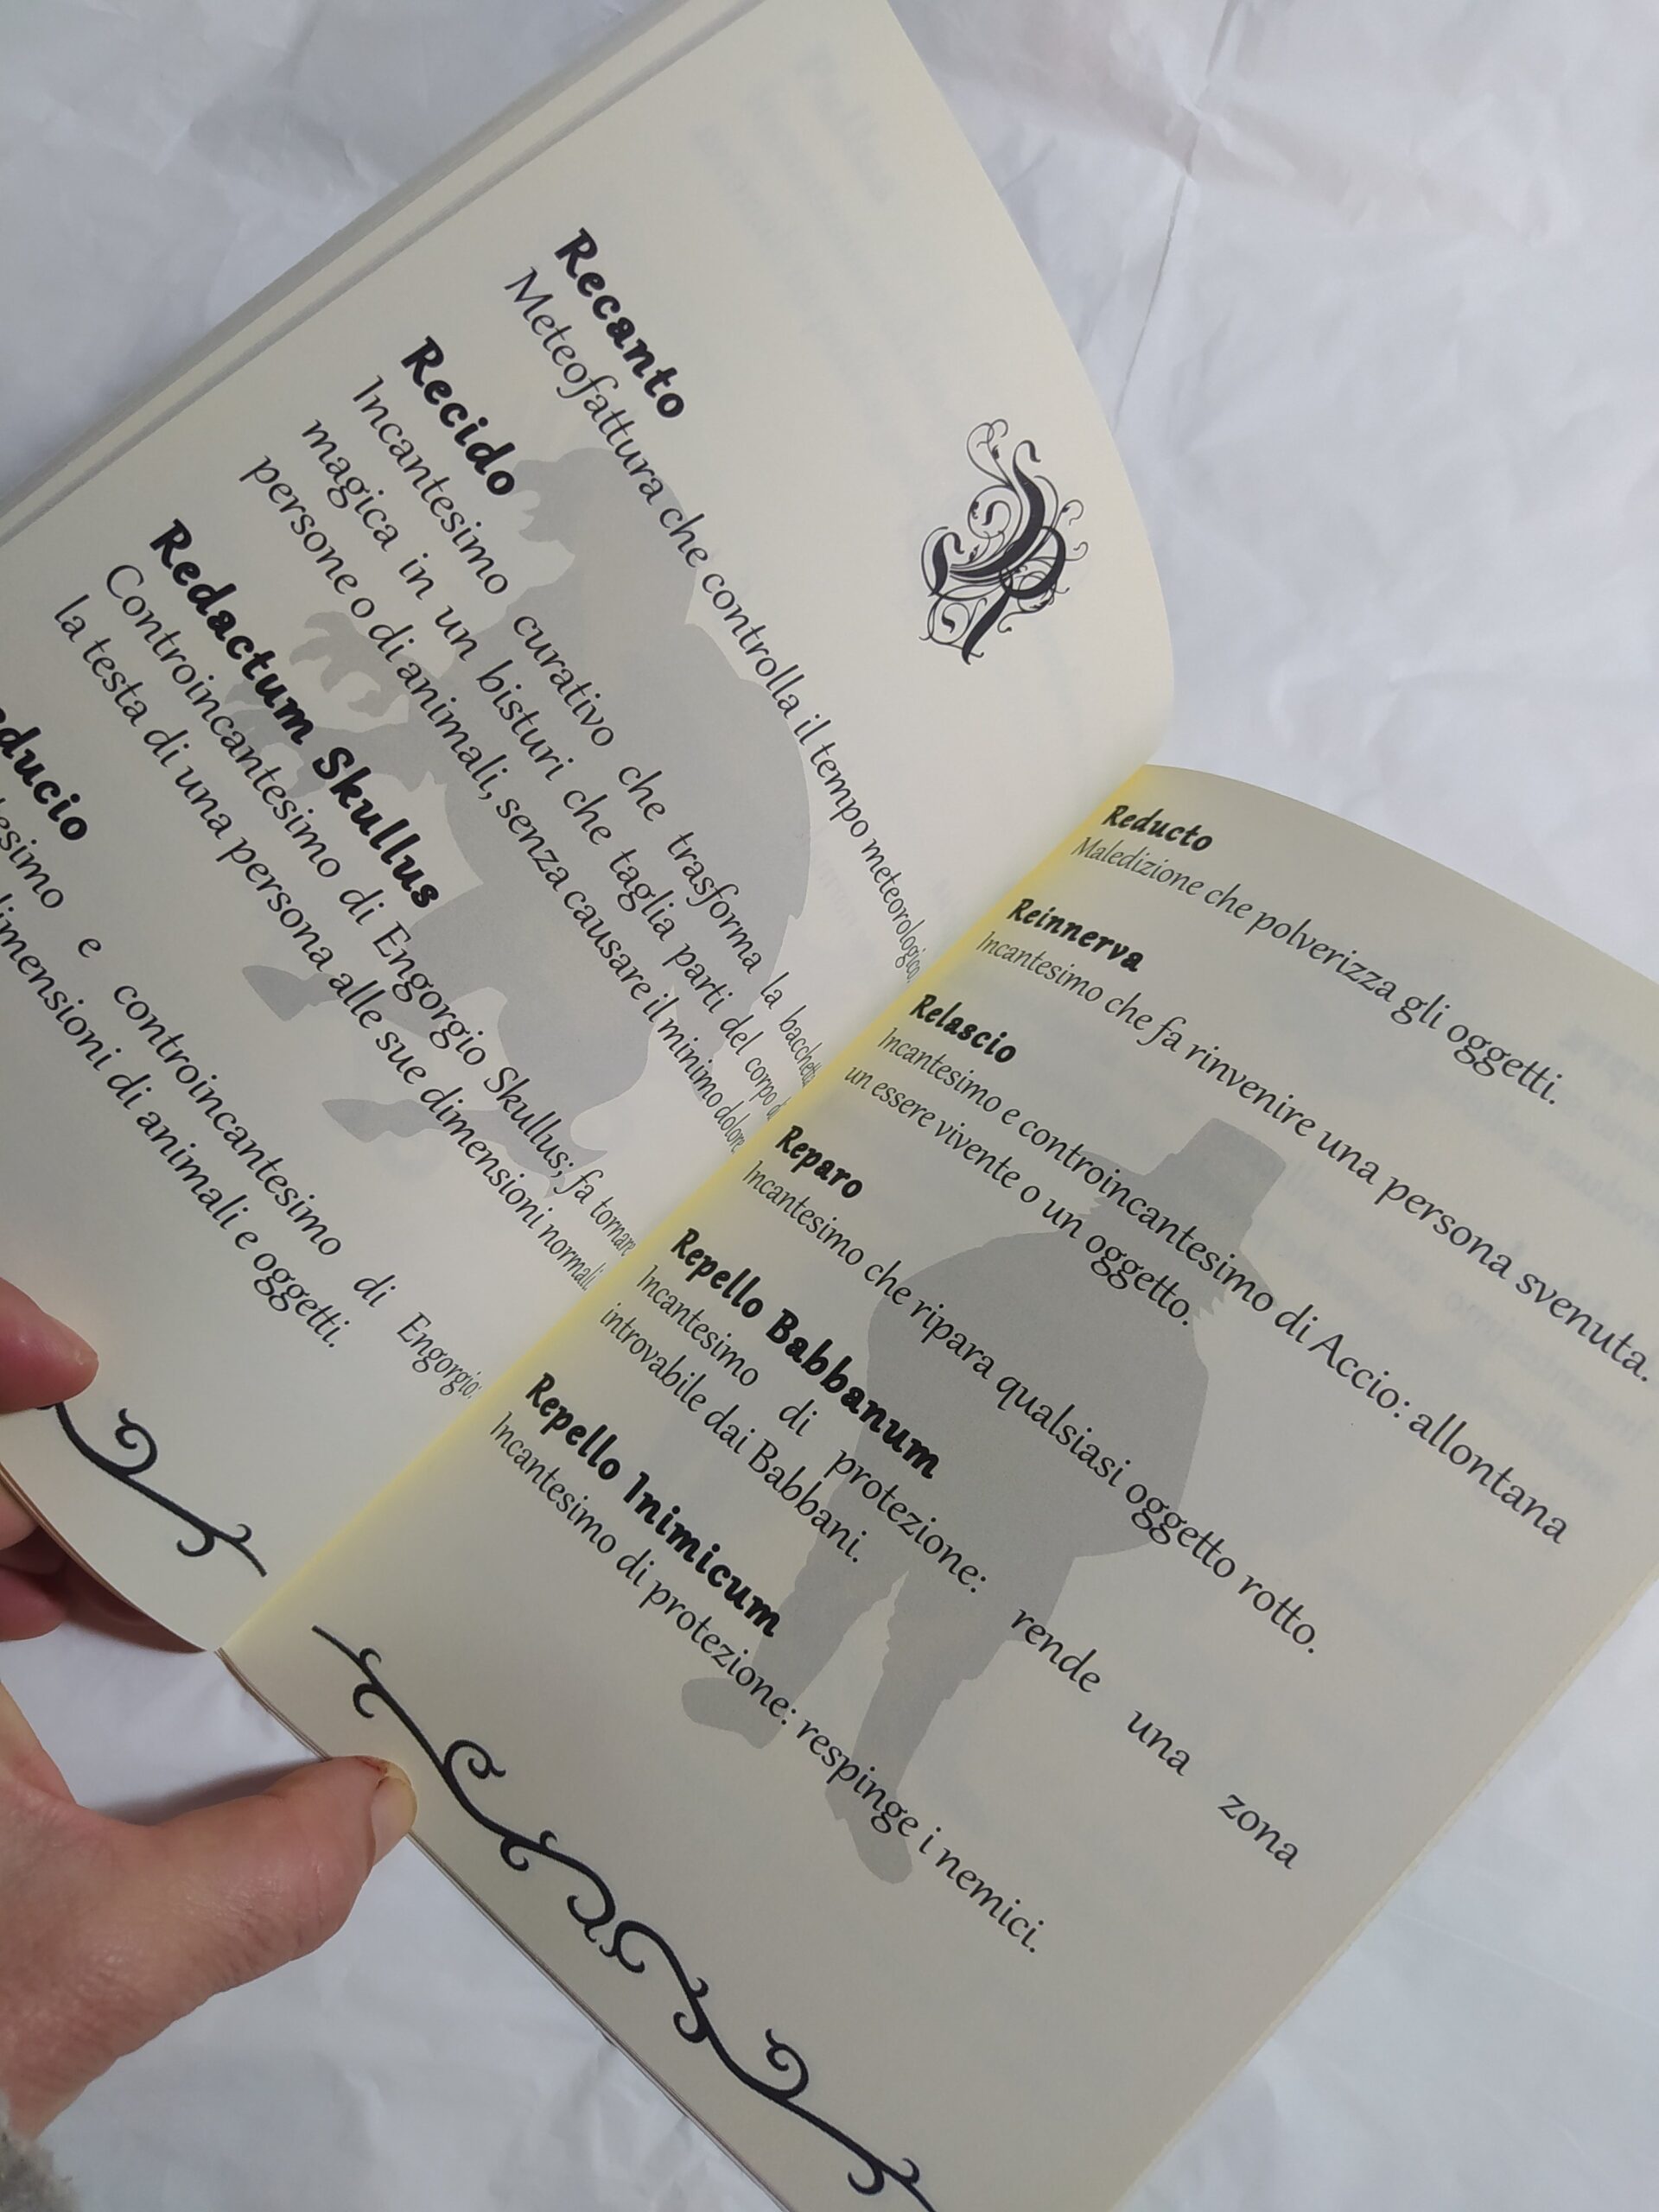 R
Recanto
Meteofattura che controlla il tempo meteorologico.
Recido
Incantesimo curativo che trasforma la bacchetta
magica in un bisturi che taglia parti del corpo di
persone o di animali, senza causare il minimo dolore.
Redactum Skullus
Controincantesimo di Engorgio Skullus; fa tornare
la testa di una persona alle sue dimensioni normali.
e controincantesimo di Engorgio:
di animali e oggetti.
Reducto
Maledizione che polverizza gli oggetti.
Reinnerva
Incantesimo che fa rinvenire una persona svenuta.
Relascio
Incantesimo e controincantesimo di Accio: allontana
un essere vivente o un oggetto.
Reparo
Incantesimo che ripara qualsiasi oggetto rotto.
Repello Babbanum
Incantesimo di protezione: rende una zona
introvabile dai Babbani.
Repello Inimicum
Incantesimo di protezione: respinge i nemici.